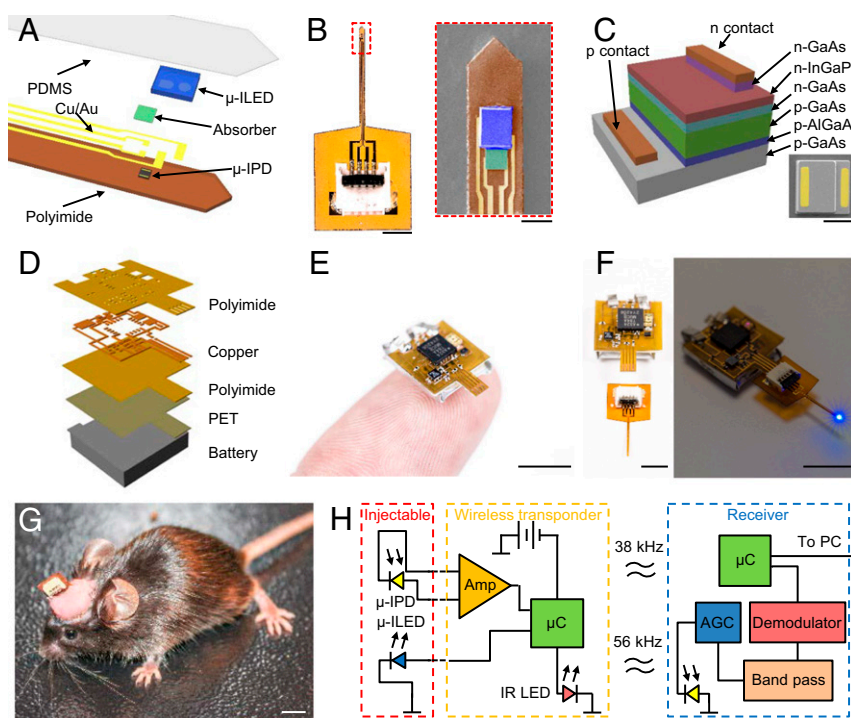 A
PDMS
Cu/Au
μ-ILED
Absorber
μ-IPD
Polyimide
B
C
n contact
p contact
n-GaAs
n-InGaP
n-GaAs
p-GaAs
p-AlGaA
p-GaAs
D
Polyimide
Copper
Polyimide
PET
Battery
E
F
G
H
Injectable
Wireless transponder
Receiver
38 kHz
To PC
μC
Amp
μ-IPD
μ-ILED
μC
AGC
Demodulator
56 kHz
IR LED
Band pass